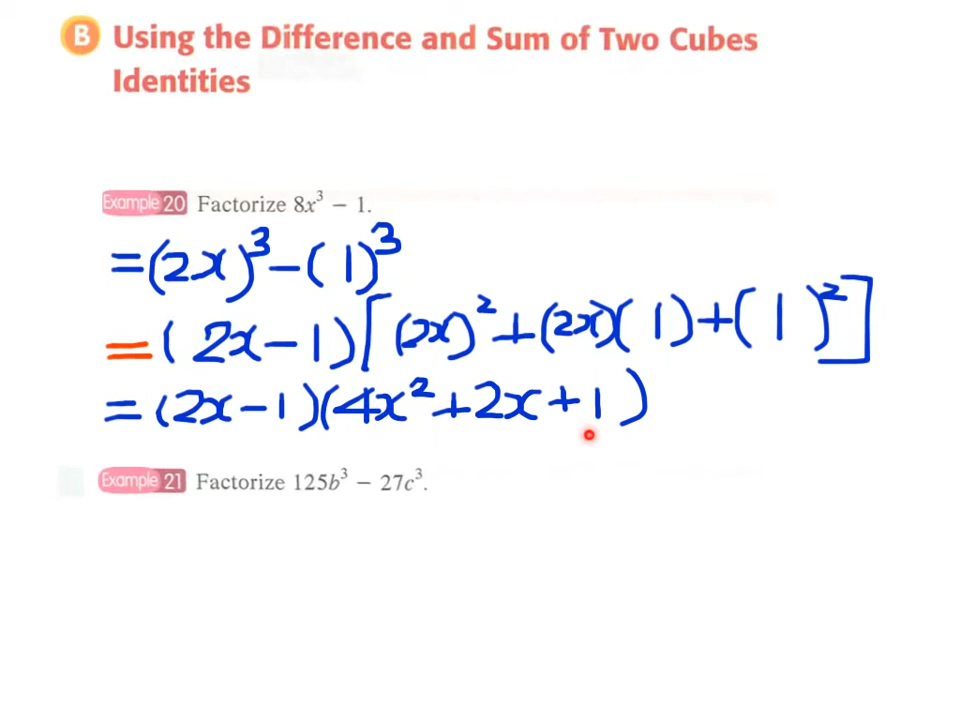 B Using the Difference and Sum of Two Cubes
Identities
Example 20 Factorize 8x³ − 1.
=(2x)³−(1)³
=(2x−1)[(2x)²+(2x)(1)+(1)²]
=(2x−1)(4x²+2x+1)
Example 21 Factorize 125b³ − 27c³.